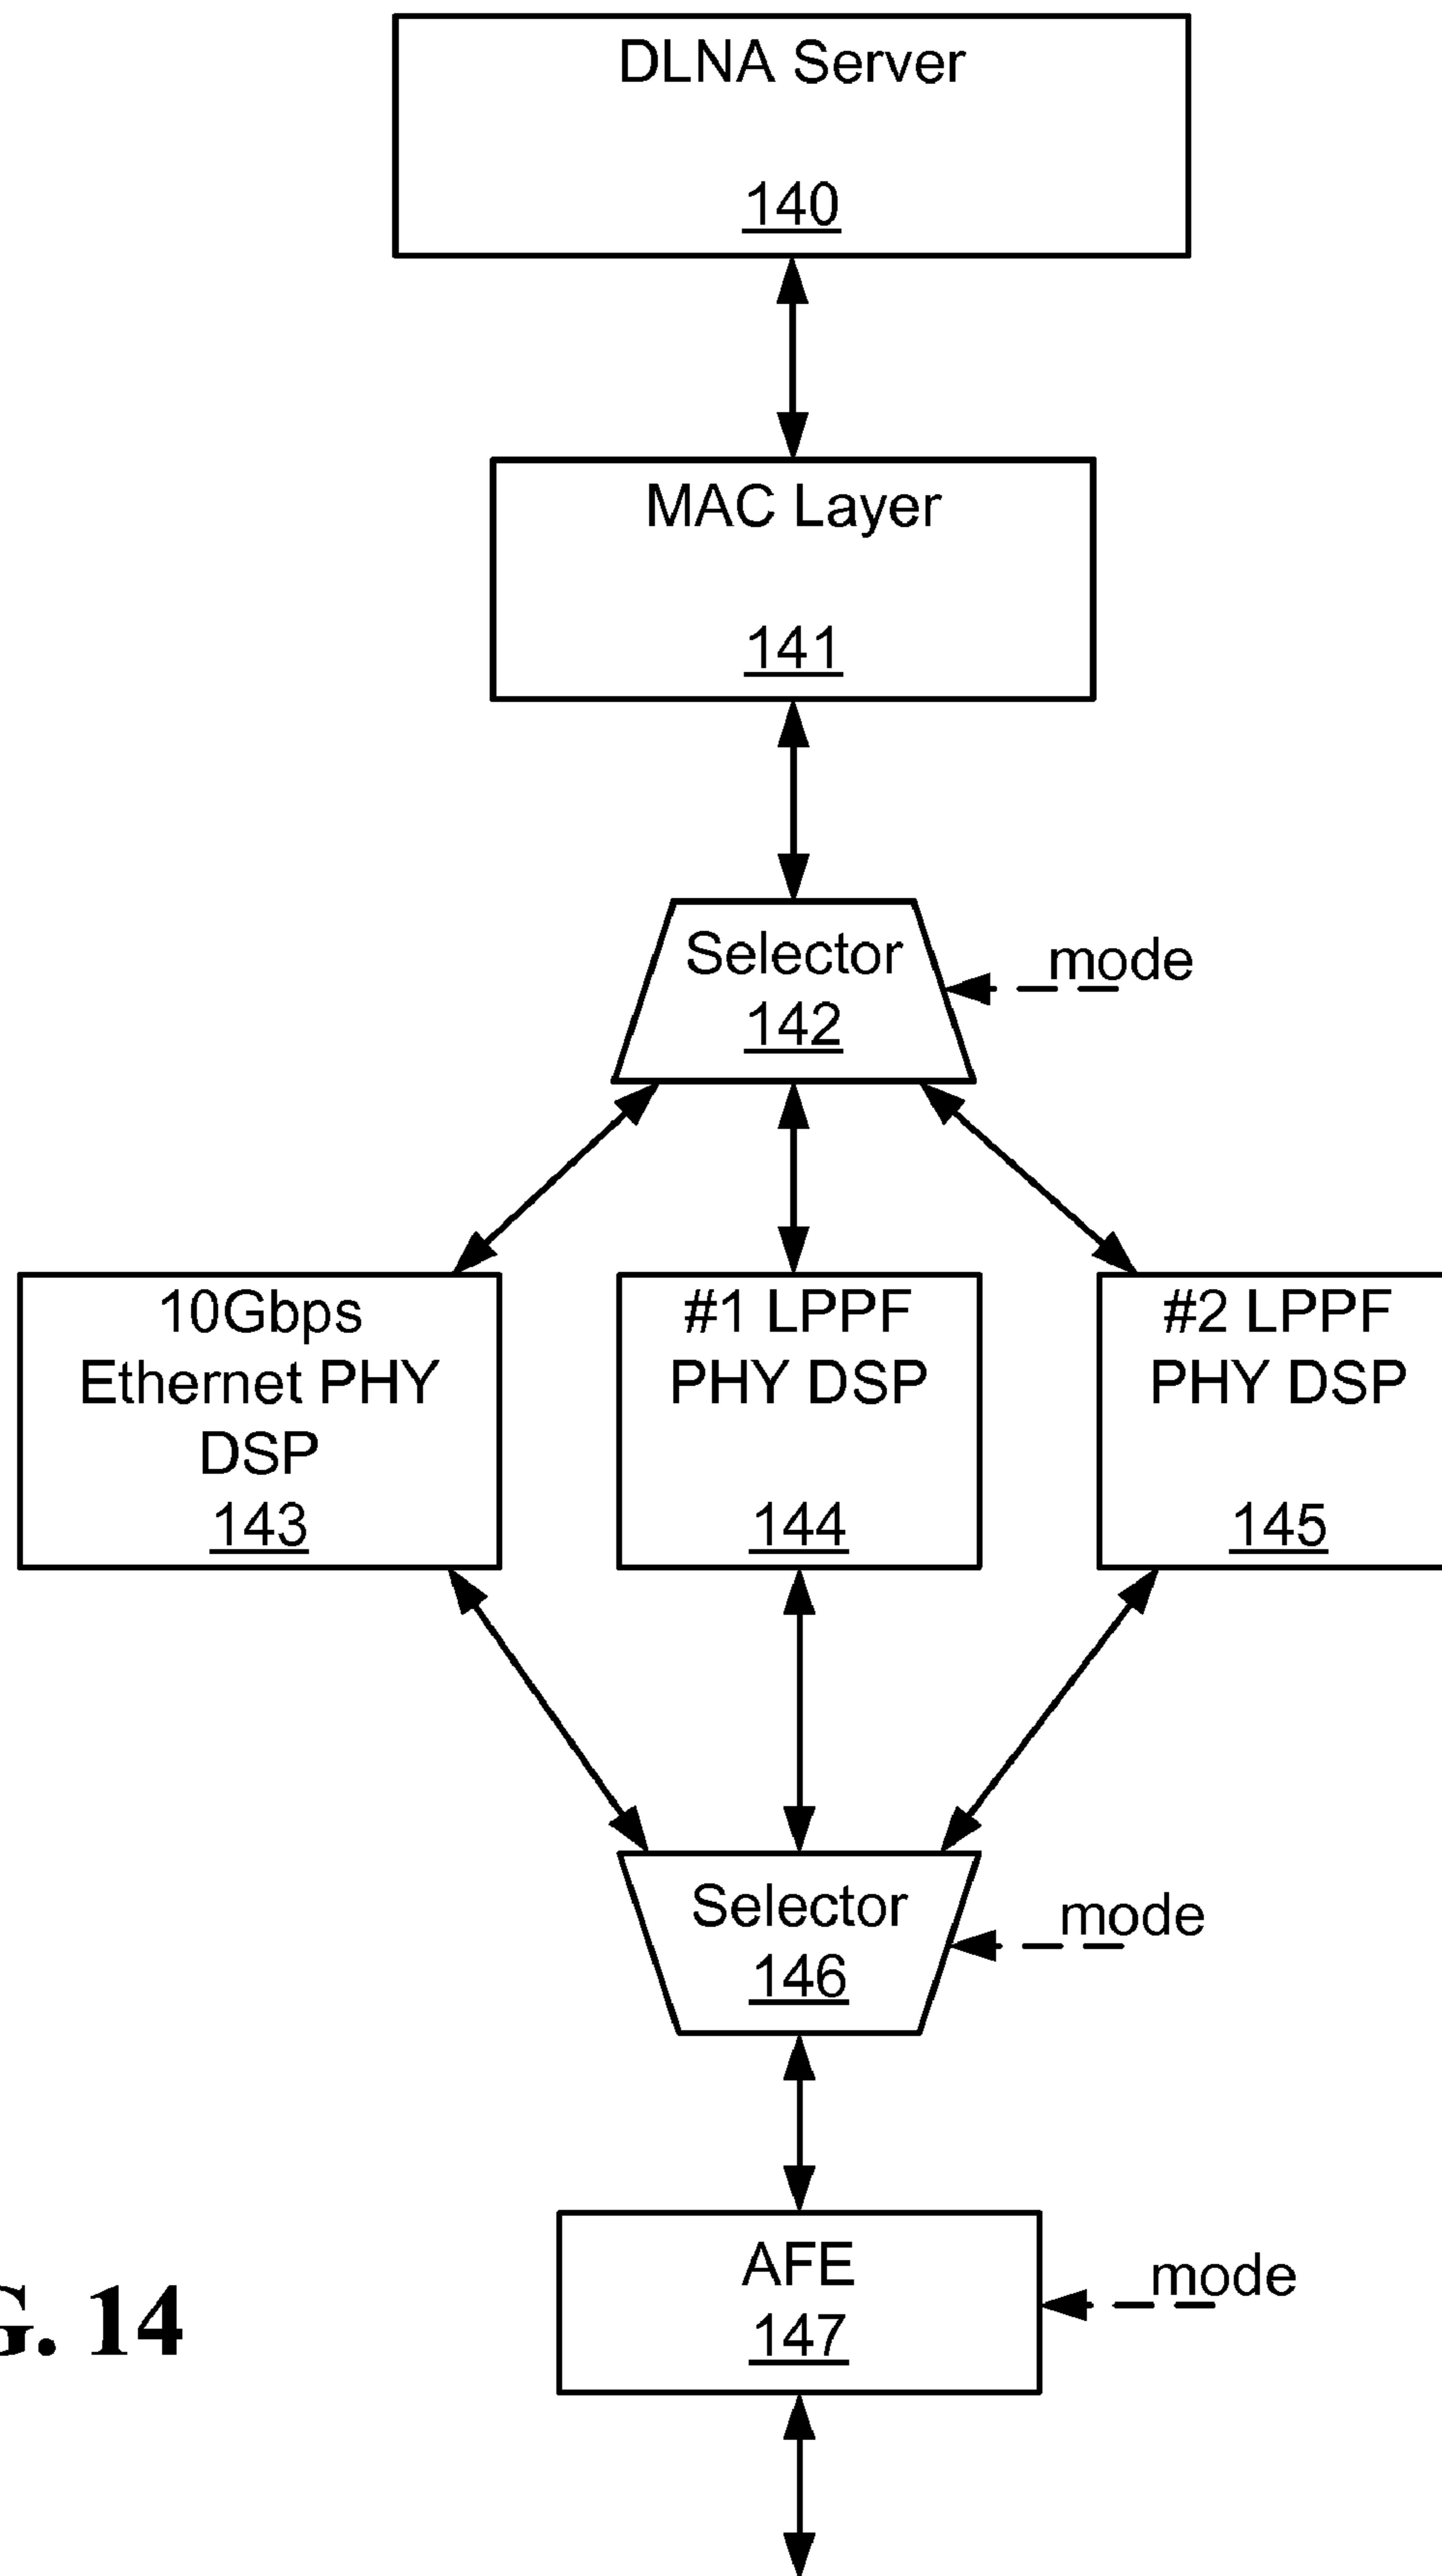 DLNA Server
140
MAC Layer
141
Selector
142
mode
10Gbps
Ethernet PHY
DSP
143
#1 LPPF
PHY DSP
144
#2 LPPF
PHY DSP
145
Selector
146
mode
AFE
147
mode
G. 14